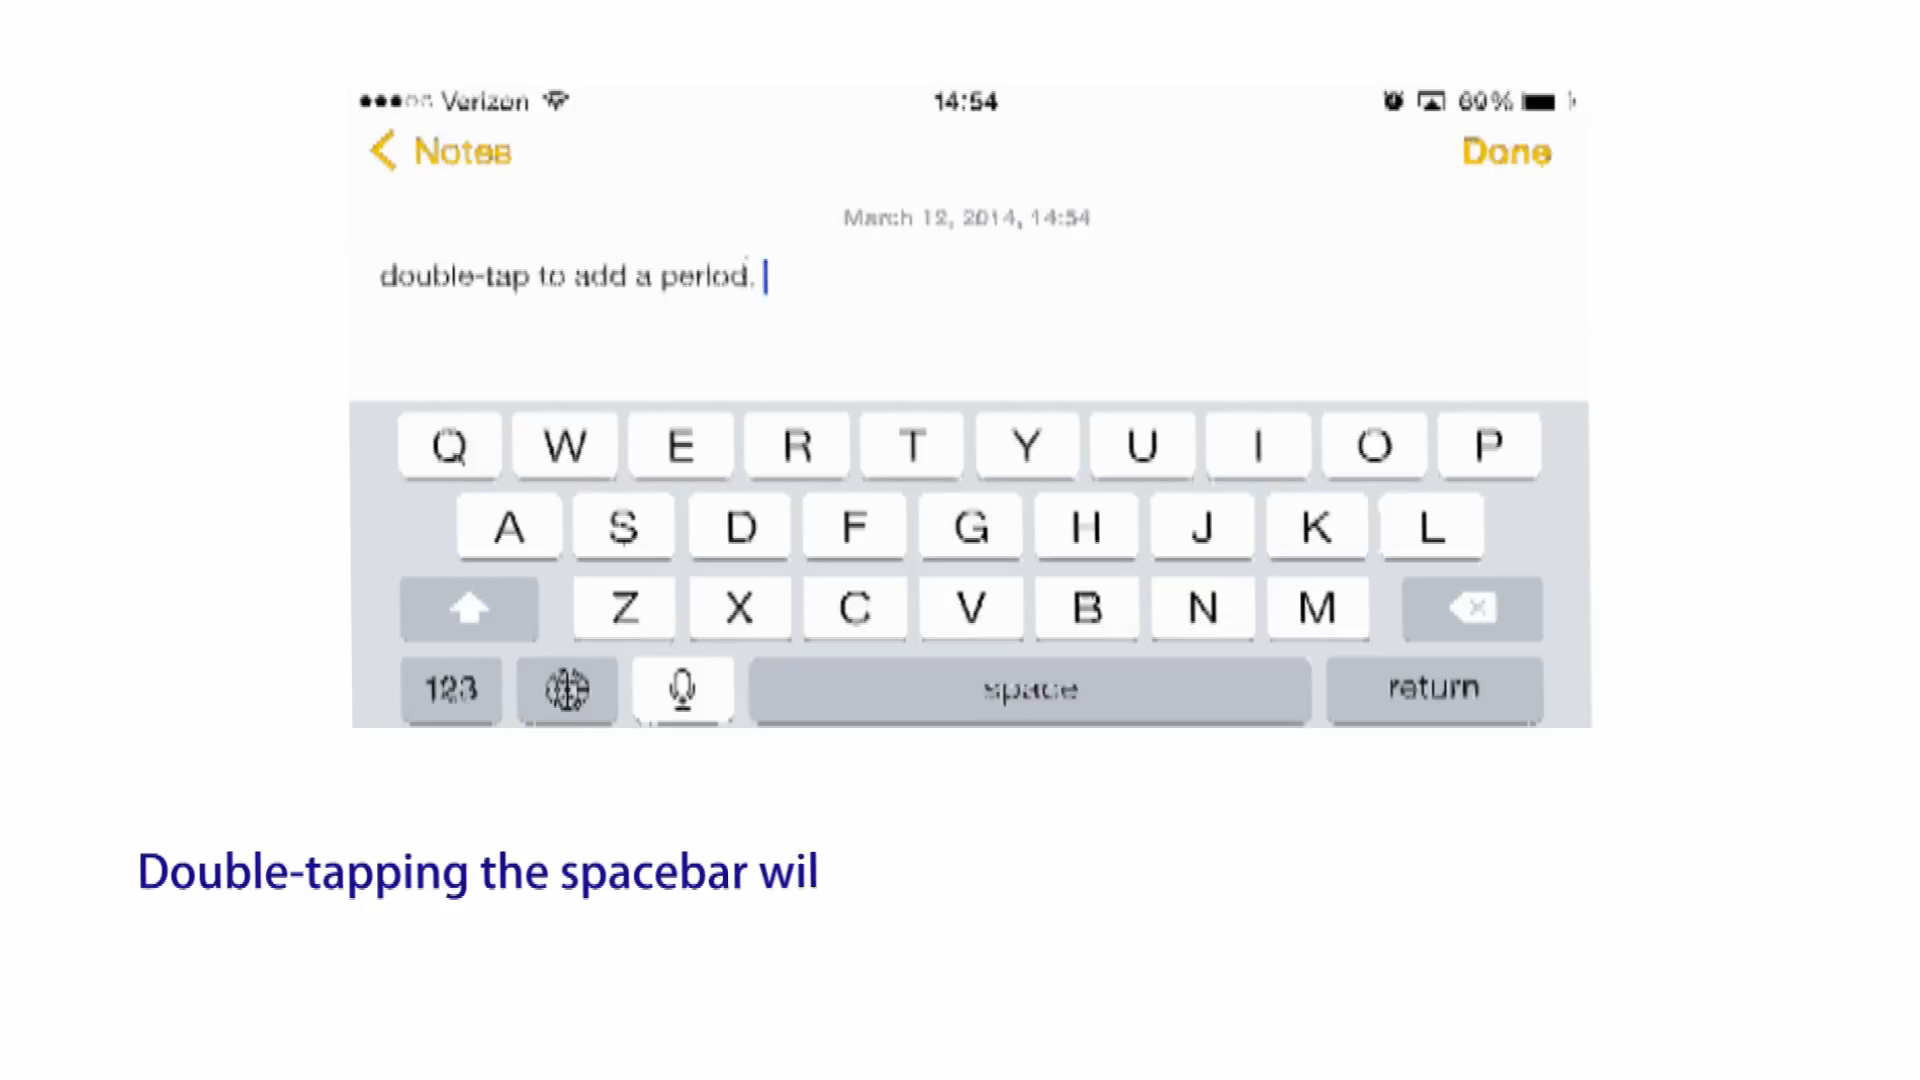 Verizon 14:54 69%
Notes Done
March 12, 2014, 14:54
double-tap to add a period.
Q W E R T Y U I O P
A S D F G H J K L
Z X C V B N M
123 space return
Double-tapping the spacebar wil